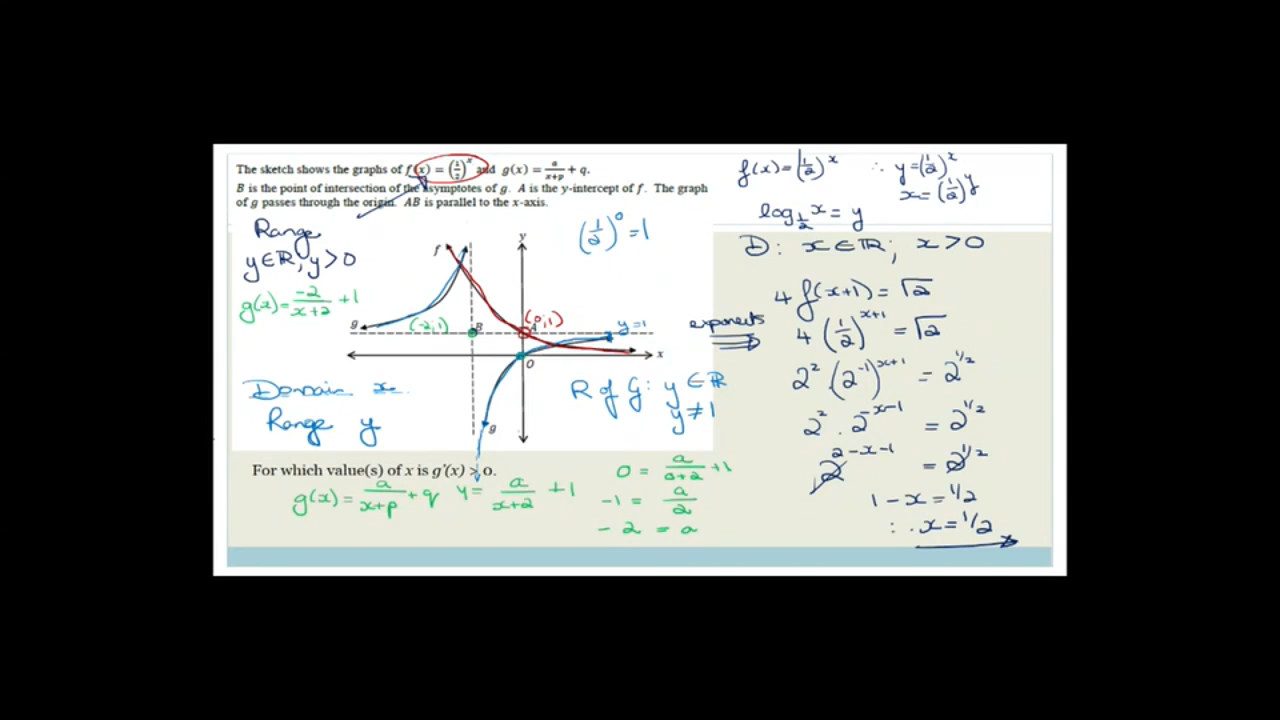 The sketch shows the graphs of f(x) = (1/2)^x and g(x) = a/(x+p) + q.
B is the point of intersection of the asymptotes of g. A is the y-intercept of f. The graph
of g passes through the origin. AB is parallel to the x-axis.
Range
y∈ℝ, y>0
g(x)= -2/(x+2) +1
(1/2)^0 = 1
f
y
g
(-2;1)
B
(0;1)
A
y=1
x
O
g
Domain x
Range y
R of G: y ∈ ℝ
y ≠ 1
For which value(s) of x is g'(x) > 0.
g(x)= a/(x+p) + q
y = a/(x+2) +1
0 = a/(0+2) +1
-1 = a/2
-2 = a
f(x)=(1/2)^x ∴ y=(1/2)^x
x=(1/2)^y
log_{1/2} x = y
D: x∈ℝ; x>0
4 f(x+1) = √2
exponents
4 (1/2)^{x+1} = √2
2^2 (2^{-1})^{x+1} = 2^{1/2}
2^2 . 2^{-x-1} = 2^{1/2}
2^{2-x-1} = 2^{1/2}
1-x = 1/2
∴ x = 1/2